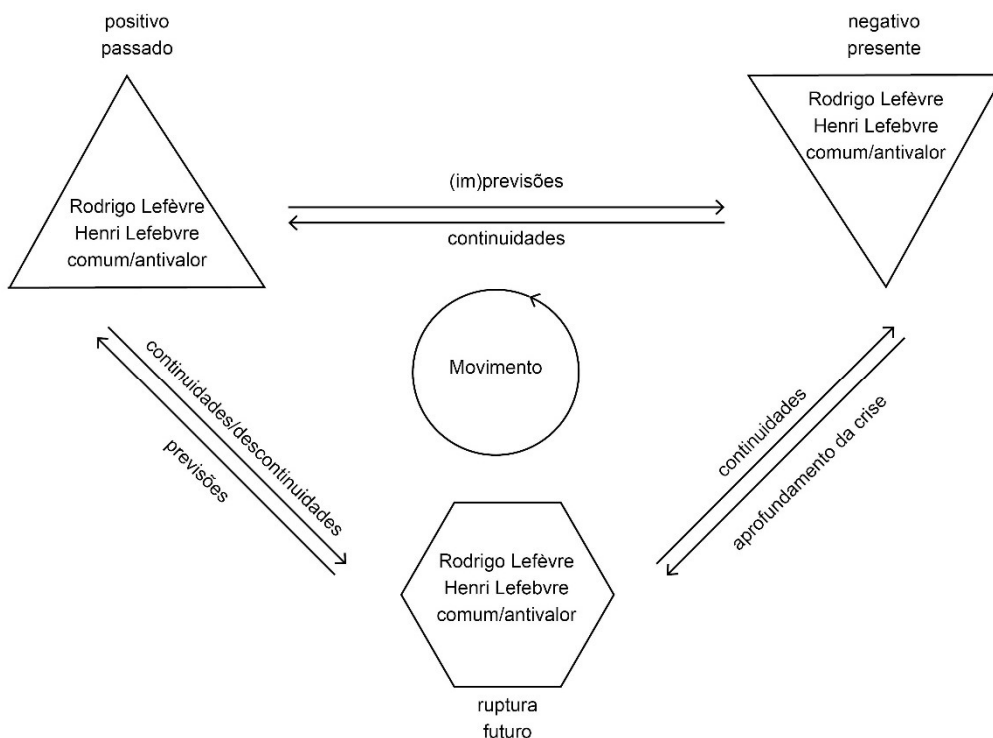 positivo
passado
negativo
presente
Rodrigo Lefèvre
Henri Lefebvre
comum/antivalor
Rodrigo Lefèvre
Henri Lefebvre
comum/antivalor
(im)previsões
continuidades
Movimento
continuidades/descontinuidades
previsões
continuidades
aprofundamento da crise
Rodrigo Lefèvre
Henri Lefebvre
comum/antivalor
ruptura
futuro